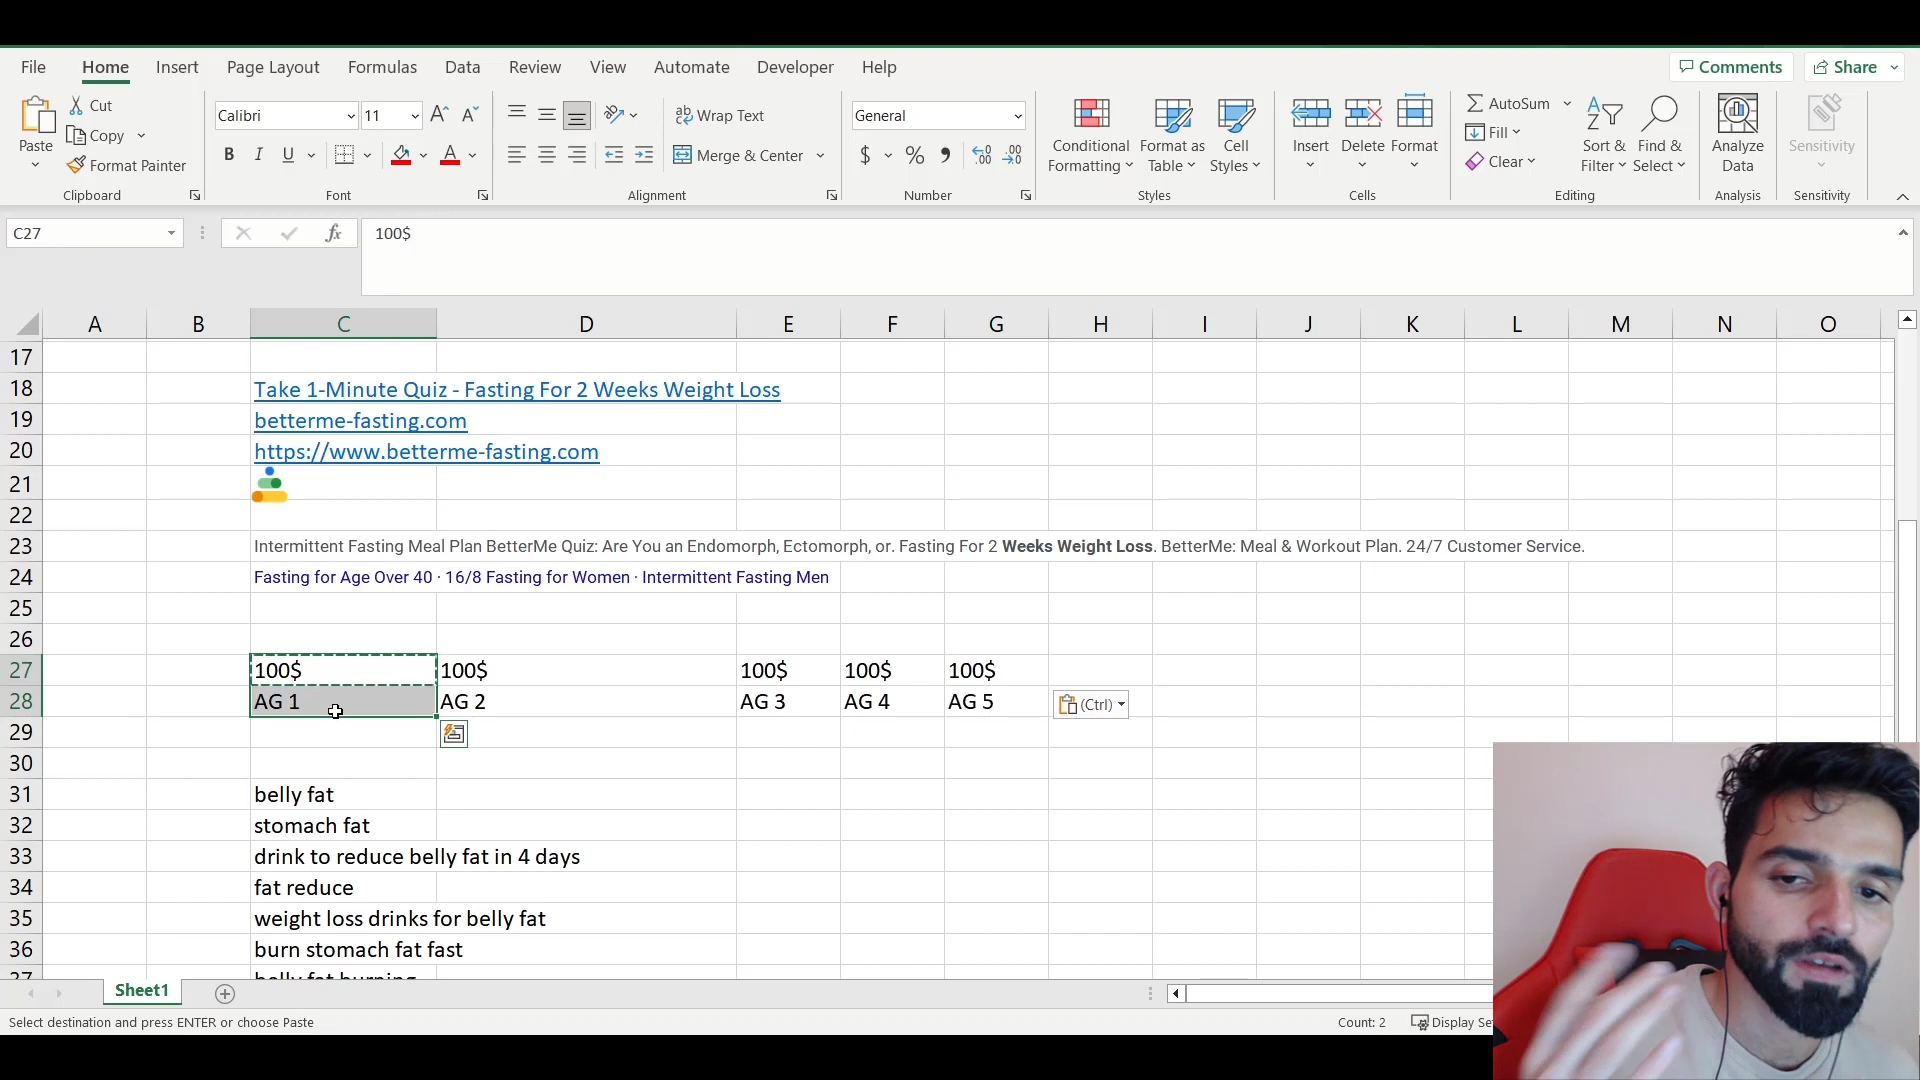 File Home Insert Page Layout Formulas Data Review View Automate Developer Help Comments Share
Cut
Copy
Format Painter
Paste
Clipboard
Calibri 11
B I U
Font
Wrap Text
Merge & Center
Alignment
General
$ % ,
Number
Conditional Formatting
Format as Table
Cell Styles
Styles
Insert Delete Format
Cells
AutoSum
Fill
Clear
Sort & Filter
Find & Select
Editing
Analyze Data
Analysis
Sensitivity
Sensitivity
C27 fx 100$
A B C D E F G H I J K L M N O
17
18 Take 1-Minute Quiz - Fasting For 2 Weeks Weight Loss
19 betterme-fasting.com
20 https://www.betterme-fasting.com
21
22
23 Intermittent Fasting Meal Plan BetterMe Quiz: Are You an Endomorph, Ectomorph, or. Fasting For 2 Weeks Weight Loss. BetterMe: Meal & Workout Plan. 24/7 Customer Service.
24 Fasting for Age Over 40 · 16/8 Fasting for Women · Intermittent Fasting Men
25
26
27 100$ 100$ 100$ 100$ 100$
28 AG 1 AG 2 AG 3 AG 4 AG 5 (Ctrl)
29
30
31 belly fat
32 stomach fat
33 drink to reduce belly fat in 4 days
34 fat reduce
35 weight loss drinks for belly fat
36 burn stomach fat fast
37 belly fat burning
Sheet1
Select destination and press ENTER or choose Paste Count: 2 Display